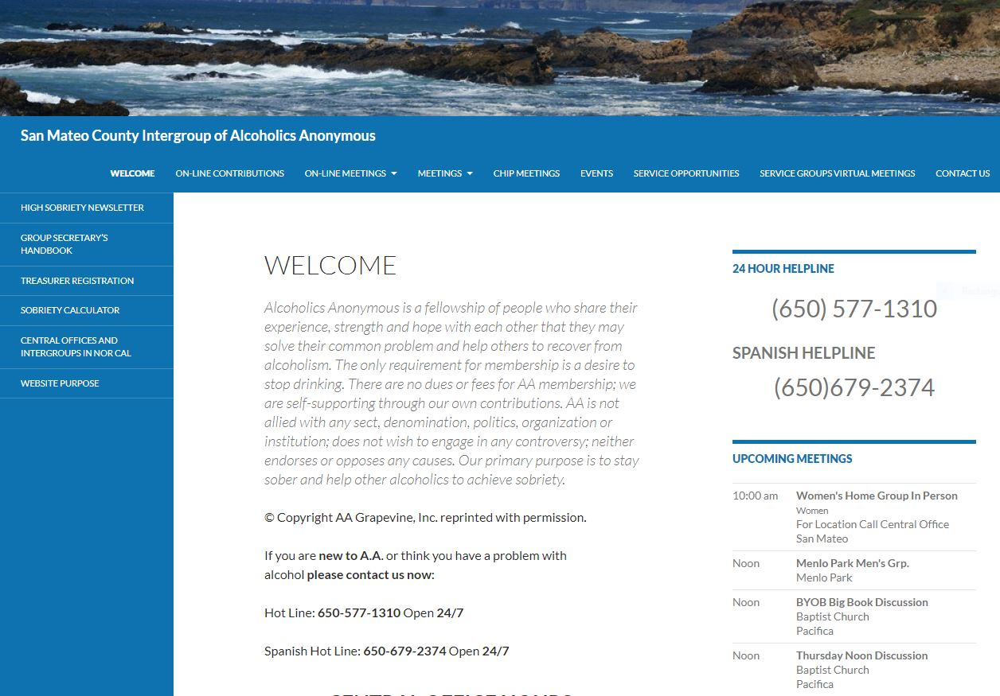 San Mateo County Intergroup of Alcoholics Anonymous
WELCOME ON-LINE CONTRIBUTIONS ON-LINE MEETINGS MEETINGS CHIP MEETINGS EVENTS SERVICE OPPORTUNITIES SERVICE GROUPS VIRTUAL MEETINGS CONTACT US
HIGH SOBRIETY NEWSLETTER
GROUP SECRETARY'S
HANDBOOK
TREASURER REGISTRATION
SOBRIETY CALCULATOR
CENTRAL OFFICES AND
INTERGROUPS IN NOR CAL
WEBSITE PURPOSE
WELCOME
Alcoholics Anonymous is a fellowship of people who share their
experience, strength and hope with each other that they may
solve their common problem and help others to recover from
alcoholism. The only requirement for membership is a desire to
stop drinking. There are no dues or fees for AA membership; we
are self-supporting through our own contributions. AA is not
allied with any sect, denomination, politics, organization or
institution; does not wish to engage in any controversy; neither
endorses or opposes any causes. Our primary purpose is to stay
sober and help other alcoholics to achieve sobriety.
© Copyright AA Grapevine, Inc. reprinted with permission.
If you are new to A.A. or think you have a problem with
alcohol please contact us now:
Hot Line: 650-577-1310 Open 24/7
Spanish Hot Line: 650-679-2374 Open 24/7
CENTRAL OFFICE HOURS
24 HOUR HELPLINE
(650) 577-1310
SPANISH HELPLINE
(650)679-2374
UPCOMING MEETINGS
10:00 am Women's Home Group In Person
Women
For Location Call Central Office
San Mateo
Noon Menlo Park Men's Grp.
Menlo Park
Noon BYOB Big Book Discussion
Baptist Church
Pacifica
Noon Thursday Noon Discussion
Baptist Church
Pacifica